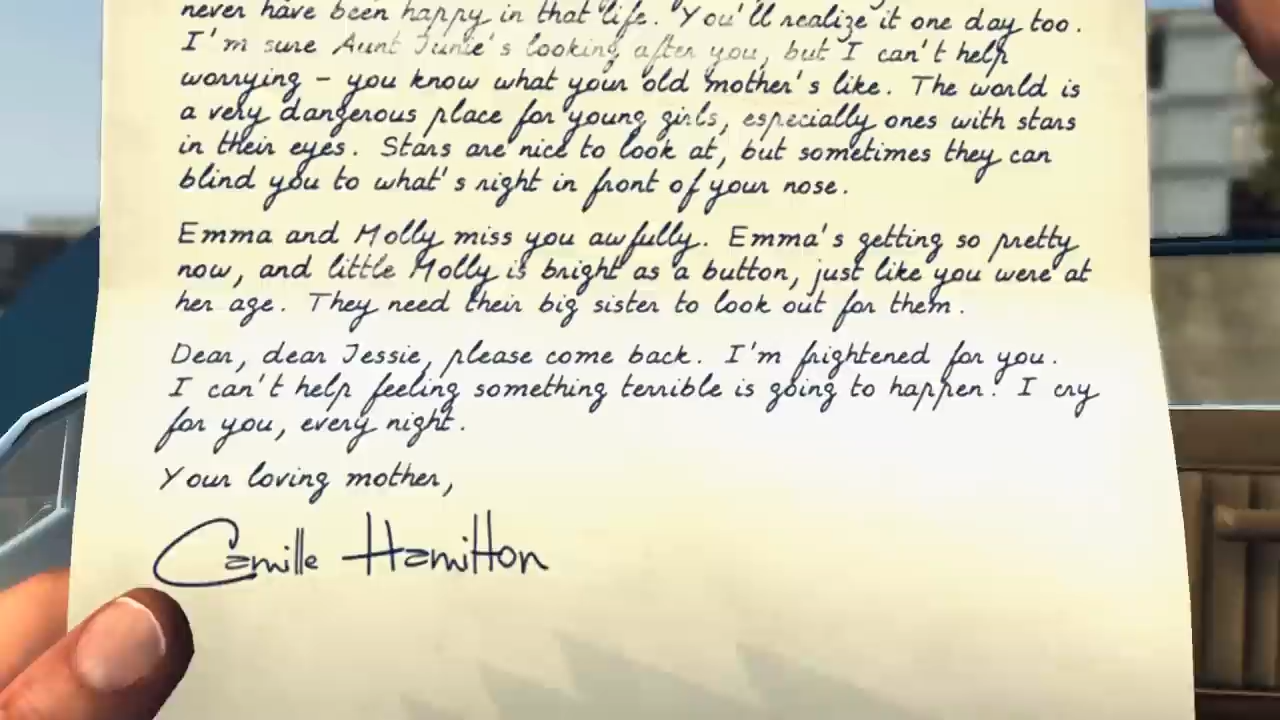 never have been happy in that life. You'll realize it one day too.
I'm sure Aunt Junie's looking after you, but I can't help
worrying – you know what your old mother's like. The world is
a very dangerous place for young girls, especially ones with stars
in their eyes. Stars are nice to look at, but sometimes they can
blind you to what's right in front of your nose.
Emma and Molly miss you awfully. Emma's getting so pretty
now, and little Molly is bright as a button, just like you were at
her age. They need their big sister to look out for them.
Dear, dear Jessie, please come back. I'm frightened for you.
I can't help feeling something terrible is going to happen. I cry
for you, every night.
Your loving mother,
Camille Hamilton